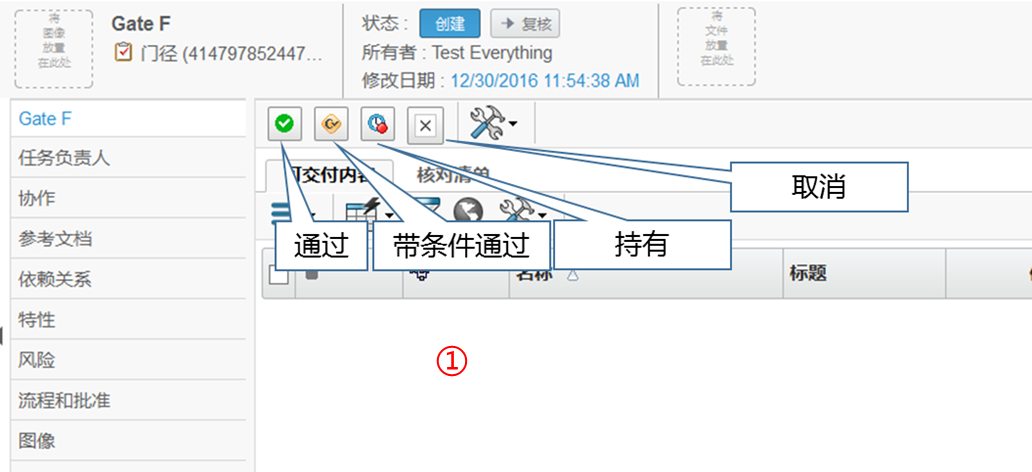 将
图像
放置
在此处
Gate F
门径 (414797852447...
状态 :
创建
复核
所有者 : Test Everything
修改日期 : 12/30/2016 11:54:38 AM
将
文件
放置
在此处
Gate F
任务负责人
协作
参考文档
依赖关系
特性
风险
流程和批准
图像
可交付内容
核对清单
取消
通过
带条件通过
持有
名称
标题
①